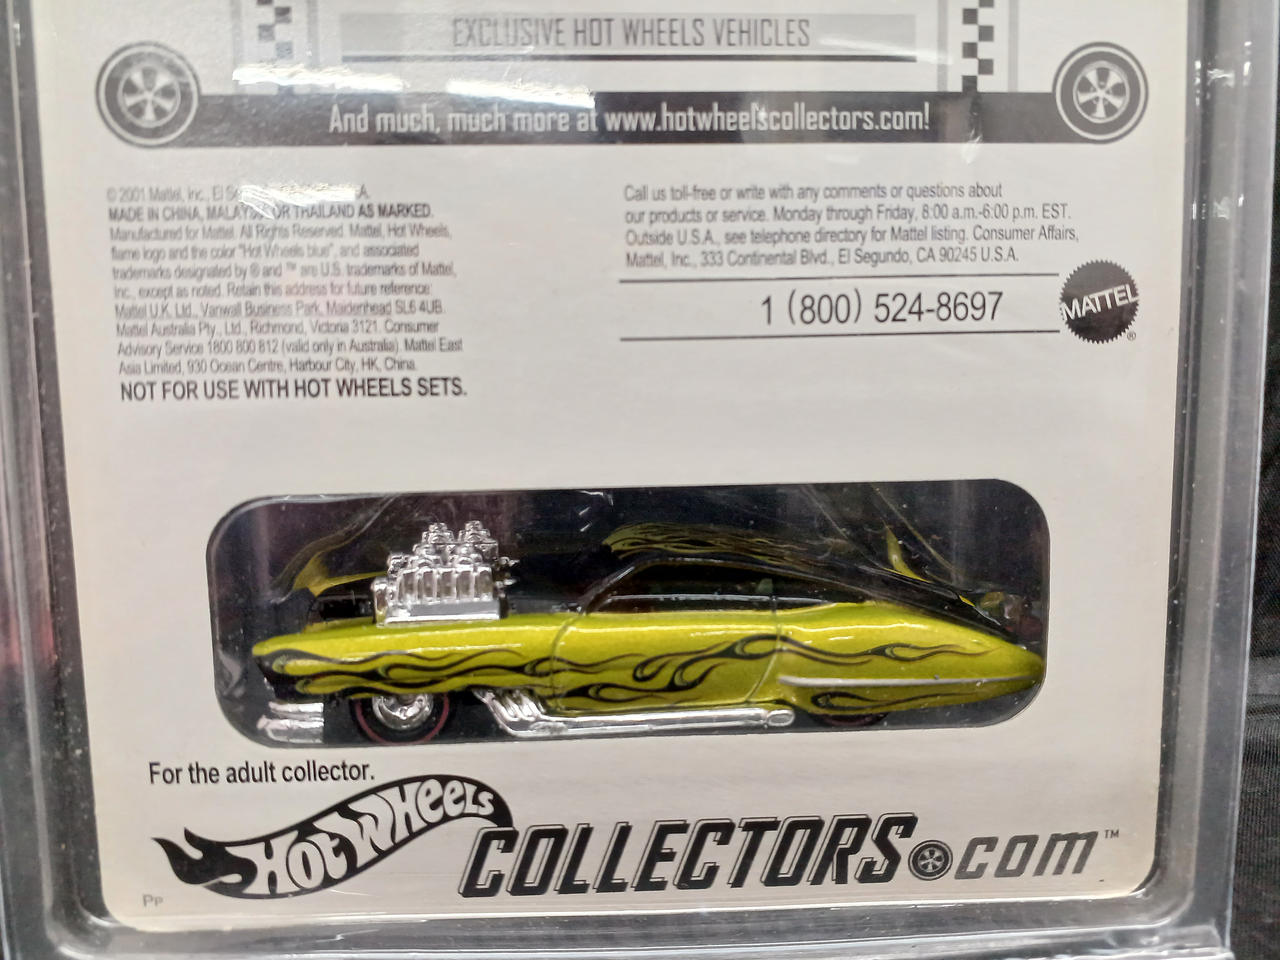 EXCLUSIVE HOT WHEELS VEHICLES
And much, much more at www.hotwheelscollectors.com!
© 2001 Mattel, Inc., El A.
MADE IN CHINA, MALAYSIA OR THAILAND AS MARKED.
Manufactured for Mattel. All Rights Reserved. Mattel, Hot Wheels,
flame logo and the color "Hot Wheels blue", and associated
trademarks designated by ® and ™ are U.S. trademarks of Mattel,
Inc., except as noted. Retain this address for future reference:
Mattel U.K. Ltd., Vanwall Business Park, Maidenhead SL6 4UB.
Mattel Australia Pty., Ltd., Richmond, Victoria 3121. Consumer
Advisory Service 1800 800 812 (valid only in Australia). Mattel East
Asia Limited, 930 Ocean Centre, Harbour City, HK, China.
NOT FOR USE WITH HOT WHEELS SETS.
Call us toll-free or write with any comments or questions about
our products or service. Monday through Friday, 8:00 a.m.-6:00 p.m. EST.
Outside U.S.A., see telephone directory for Mattel listing. Consumer Affairs,
Mattel, Inc., 333 Continental Blvd., El Segundo, CA 90245 U.S.A.
1 (800) 524-8697
MATTEL®
For the adult collector.
Hot Wheels COLLECTORS.com™
PP